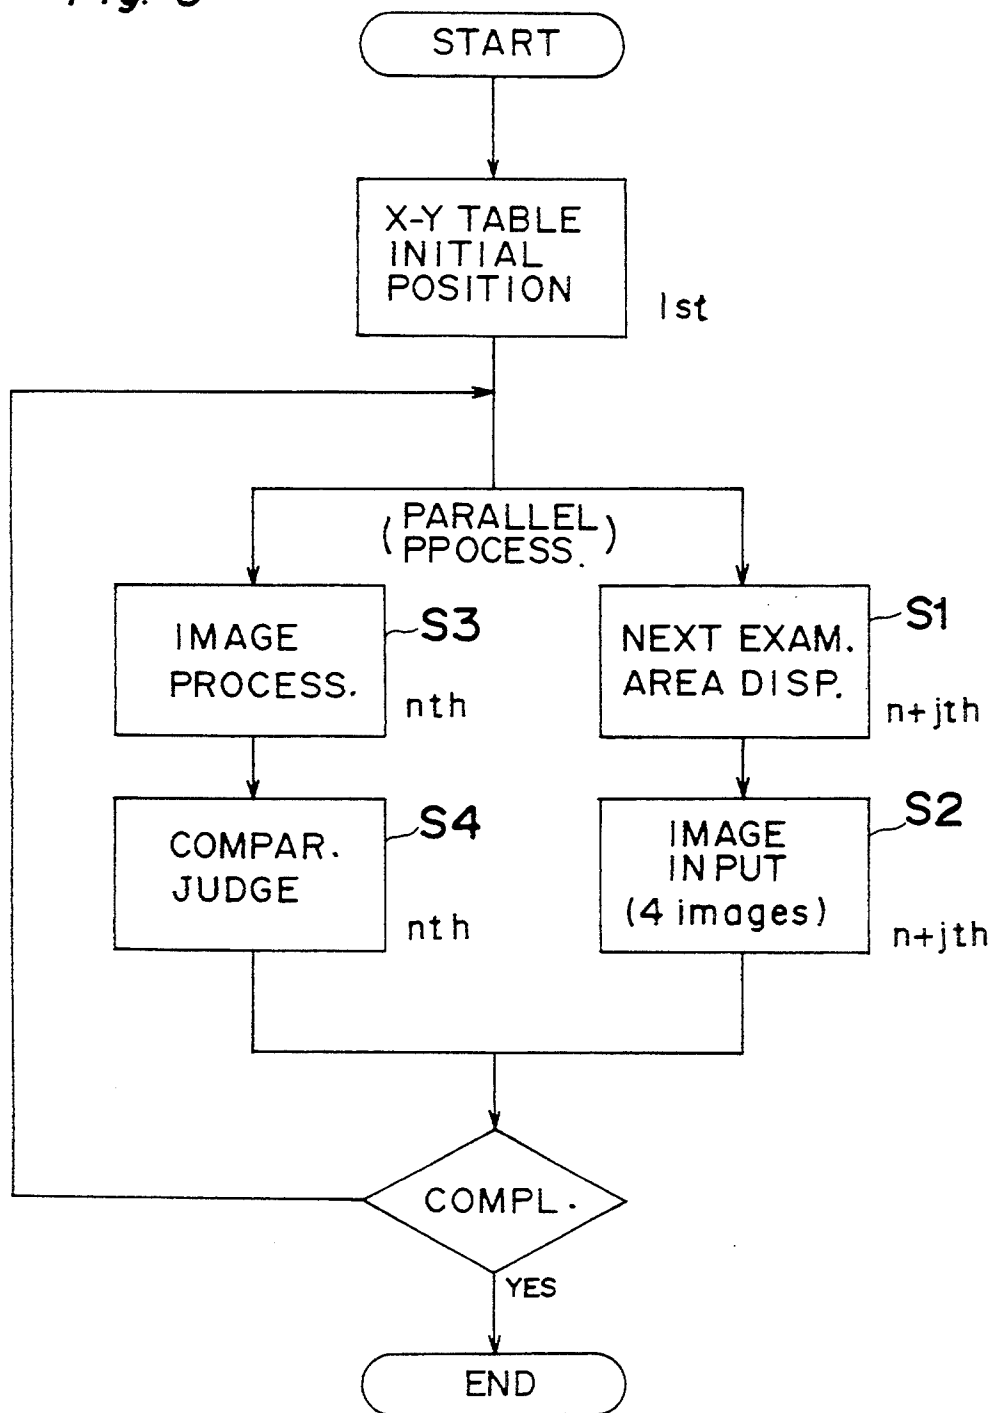 START
X-Y TABLE
INITIAL
POSITION
1st
(PARALLEL
PPOCESS.)
IMAGE
PROCESS.
S3
nth
NEXT EXAM.
AREA DISP.
S1
n+jth
COMPAR.
JUDGE
S4
nth
IMAGE
INPUT
(4 images)
S2
n+jth
COMPL.
YES
END